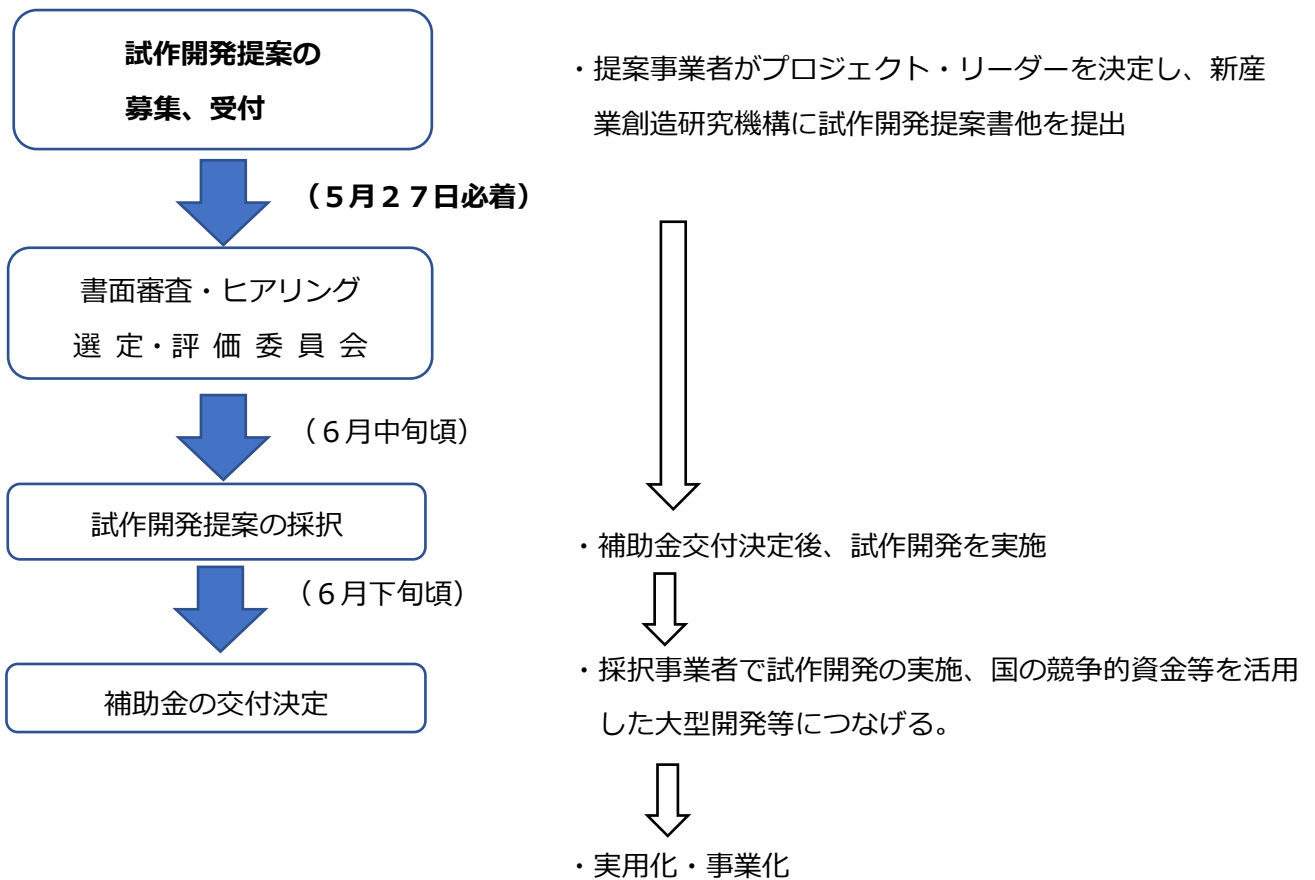 試作開発提案の
募集、受付
・提案事業者がプロジェクト・リーダーを決定し、新産
業創造研究機構に試作開発提案書他を提出
（５月２７日必着）
書面審査・ヒアリング
選 定・評 価 委 員 会
（６月中旬頃）
試作開発提案の採択
・補助金交付決定後、試作開発を実施
（６月下旬頃）
・採択事業者で試作開発の実施、国の競争的資金等を活用
した大型開発等につなげる。
補助金の交付決定
・実用化・事業化